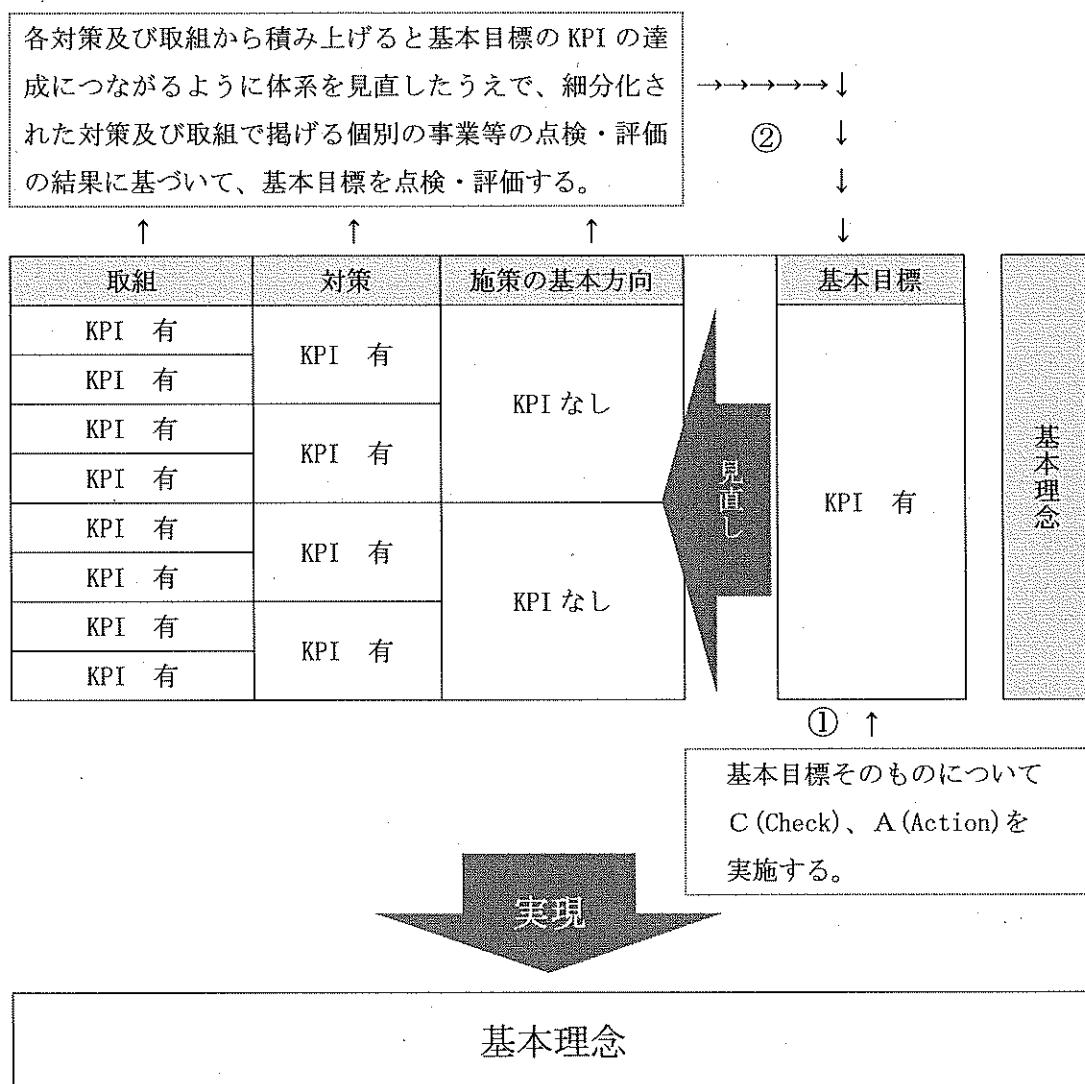 各対策及び取組から積み上げると基本目標の KPI の達
成につながるように体系を見直したうえで、細分化さ
れた対策及び取組で掲げる個別の事業等の点検・評価
の結果に基づいて、基本目標を点検・評価する。
→→→→→↓
② ↓
↓
↑ ↑ ↑ ↓
取組 対策 施策の基本方向 基本目標
KPI 有
KPI 有
KPI 有
KPI 有
KPI 有
KPI 有
KPI 有
KPI 有
KPI 有
KPI 有
KPI 有
KPI 有
KPI なし
KPI なし
見直し
KPI 有
基本理念
① ↑
基本目標そのものについて
C(Check)、A(Action)を
実施する。
実現
基本理念